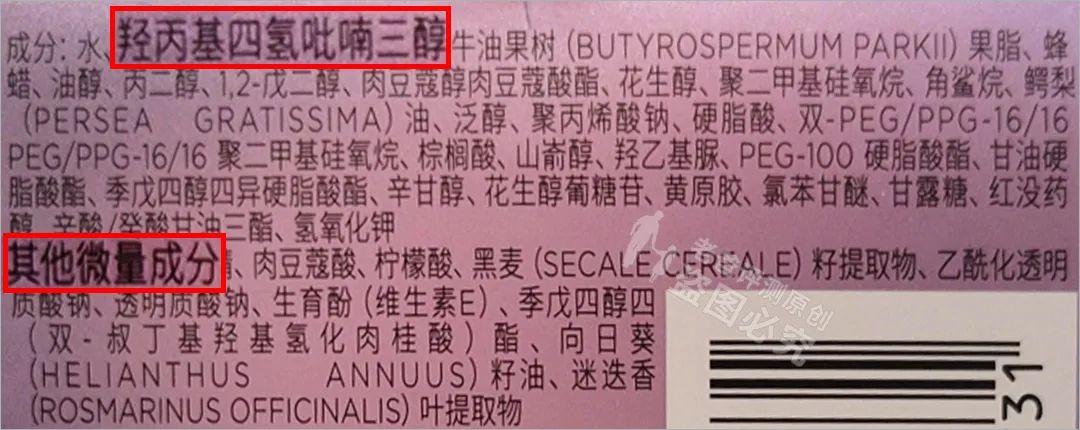 成分: 水、羟丙基四氢吡喃三醇 牛油果树 (BUTYROSPERMUM PARKII) 果脂、蜂
蜡、油醇、丙二醇、1,2-戊二醇、肉豆蔻醇肉豆蔻酸酯、花生醇、聚二甲基硅氧烷、角鲨烷、鳄梨
(PERSEA GRATISSIMA) 油、泛醇、聚丙烯酸钠、硬脂酸、双-PEG/PPG-16/16
PEG/PPG-16/16 聚二甲基硅氧烷、棕榈酸、山嵛醇、羟乙基脲、PEG-100 硬脂酸酯、甘油硬
脂酸酯、季戊四醇四异硬脂酸酯、辛甘醇、花生醇葡糖苷、黄原胶、氯苯甘醚、甘露糖、红没药
醇、辛酸/癸酸甘油三酯、氢氧化钾
其他微量成分 、肉豆蔻酸、柠檬酸、黑麦 (SECALE CEREALE) 籽提取物、乙酰化透明
质酸钠、透明质酸钠、生育酚 (维生素E)、季戊四醇四
(双-叔丁基羟基氢化肉桂酸) 酯、向日葵
(HELIANTHUS ANNUUS) 籽油、迷迭香
(ROSMARINUS OFFICINALIS) 叶提取物
老爸评测原创
盗图必究
31